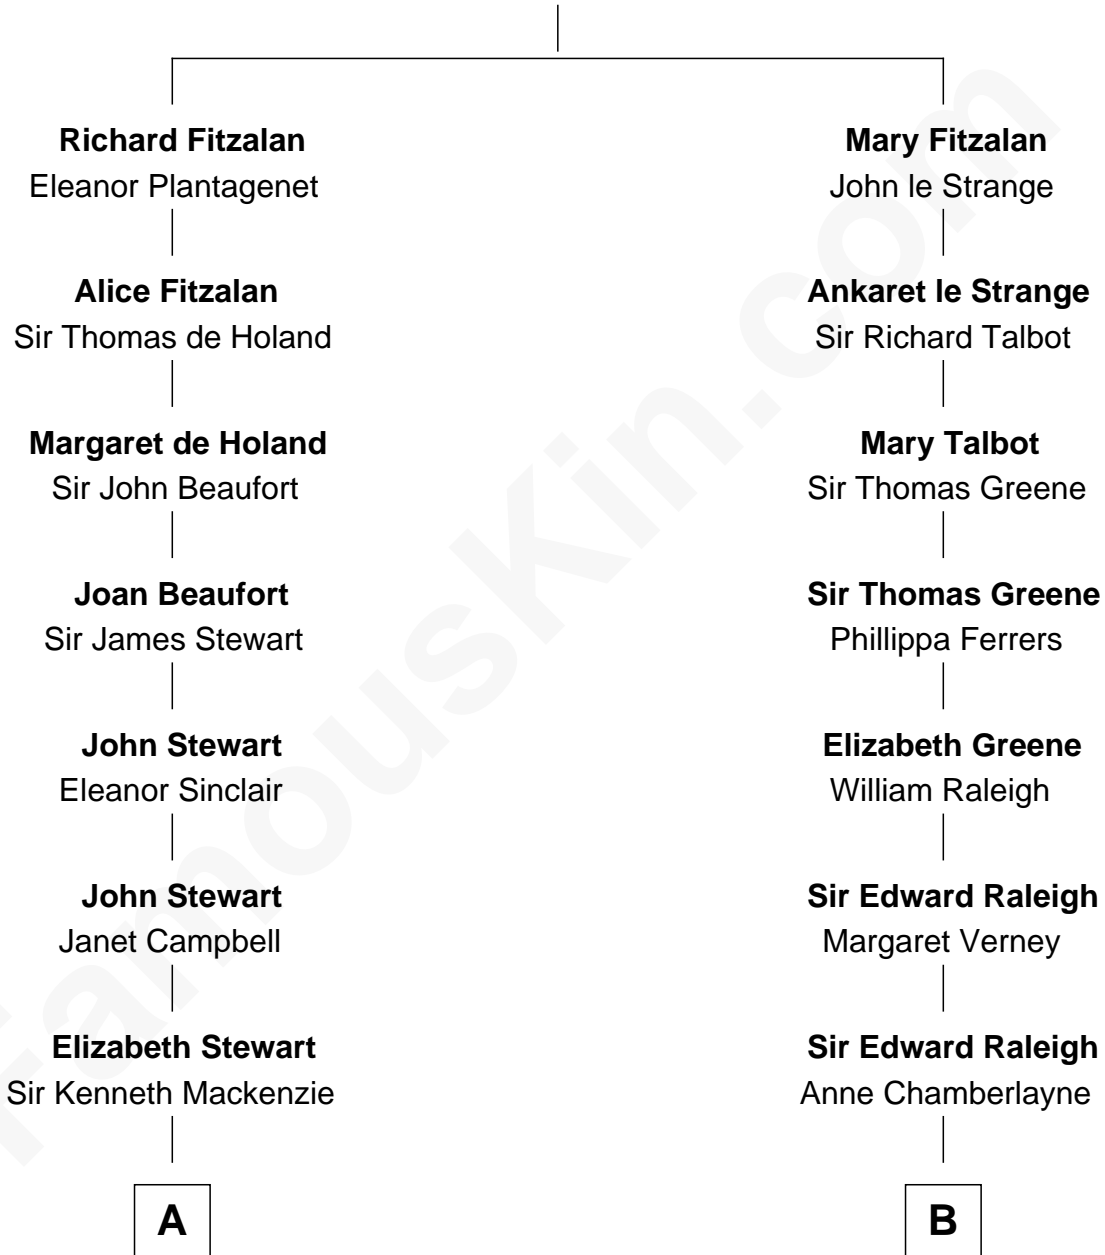 Richard Fitzalan
Eleanor Plantagenet
Alice Fitzalan
Sir Thomas de Holand
Margaret de Holand
Sir John Beaufort
Joan Beaufort
Sir James Stewart
John Stewart
Eleanor Sinclair
John Stewart
Janet Campbell
Elizabeth Stewart
Sir Kenneth Mackenzie
A
Mary Fitzalan
John le Strange
Ankaret le Strange
Sir Richard Talbot
Mary Talbot
Sir Thomas Greene
Sir Thomas Greene
Phillippa Ferrers
Elizabeth Greene
William Raleigh
Sir Edward Raleigh
Margaret Verney
Sir Edward Raleigh
Anne Chamberlayne
B
FamousKin.com